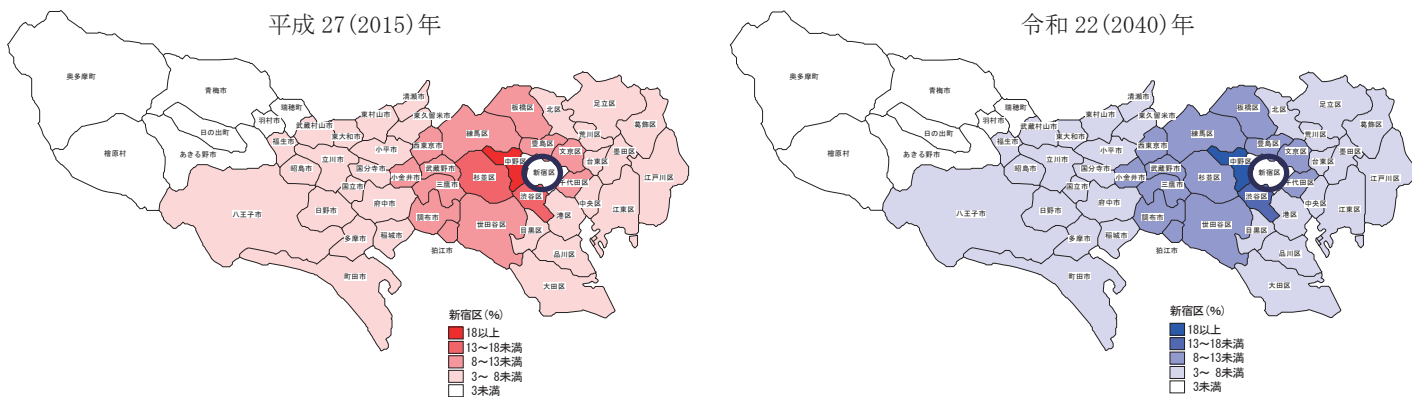 平成 27(2015)年
奥多摩町
青梅市
瑞穂町
羽村市
日の出町
檜原村
あきる野市
福生市
武蔵村山市
東大和市
東村山市
清瀬市
東久留米市
昭島市
立川市
小平市
西東京市
国分寺市
小金井市
武蔵野市
国立市
三鷹市
府中市
調布市
八王子市
日野市
多摩市
稲城市
狛江市
町田市
板橋区
北区
足立区
葛飾区
練馬区
豊島区
荒川区
文京区
台東区
墨田区
中野区
杉並区
新宿区
千代田区
江戸川区
渋谷区
中央区
港区
江東区
世田谷区
目黒区
品川区
大田区
新宿区(%)
18以上
13～18未満
8～13未満
3～ 8未満
3未満
令和 22(2040)年
奥多摩町
青梅市
瑞穂町
羽村市
日の出町
檜原村
あきる野市
福生市
武蔵村山市
東大和市
東村山市
清瀬市
東久留米市
昭島市
立川市
小平市
西東京市
国分寺市
小金井市
武蔵野市
国立市
三鷹市
府中市
調布市
八王子市
日野市
多摩市
稲城市
狛江市
町田市
板橋区
北区
足立区
葛飾区
練馬区
豊島区
荒川区
文京区
台東区
墨田区
中野区
杉並区
新宿区
千代田区
江戸川区
渋谷区
中央区
港区
江東区
世田谷区
目黒区
品川区
大田区
新宿区(%)
18以上
13～18未満
8～13未満
3～ 8未満
3未満